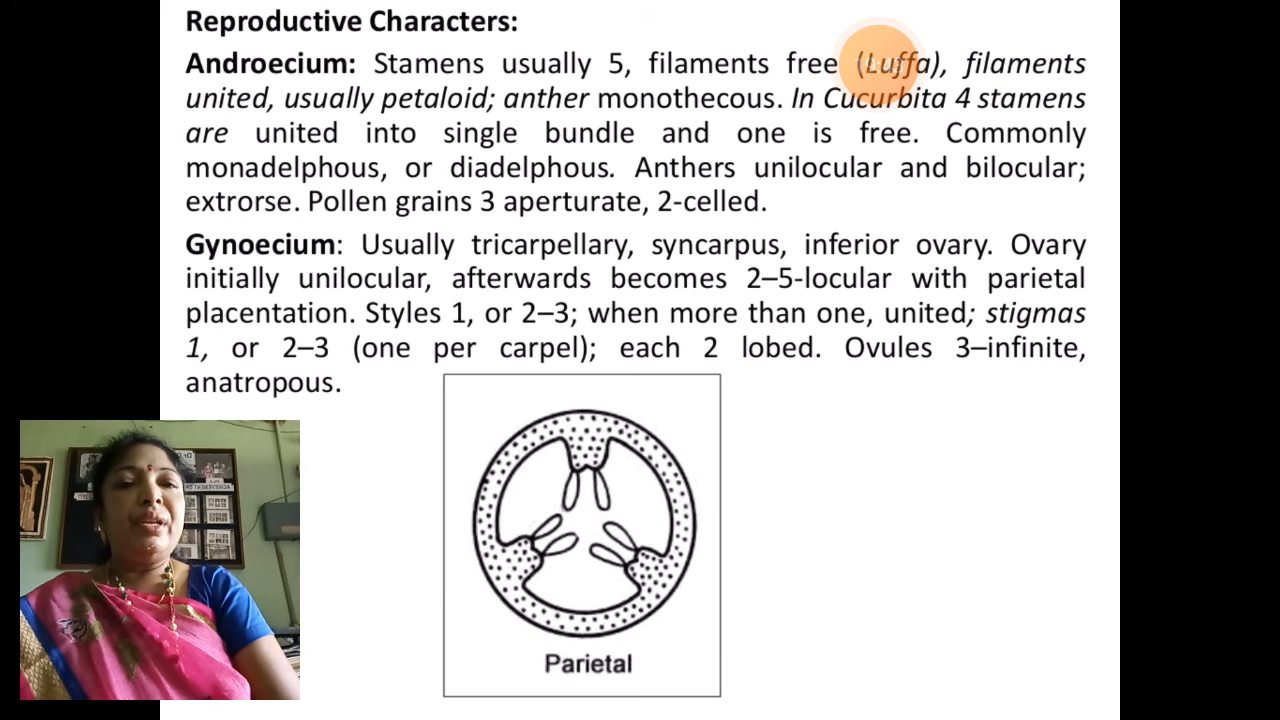 Reproductive Characters:
Androecium: Stamens usually 5, filaments free (Luffa), filaments
united, usually petaloid; anther monothecous. In Cucurbita 4 stamens
are united into single bundle and one is free. Commonly
monadelphous, or diadelphous. Anthers unilocular and bilocular;
extrorse. Pollen grains 3 aperturate, 2-celled.
Gynoecium: Usually tricarpellary, syncarpus, inferior ovary. Ovary
initially unilocular, afterwards becomes 2–5-locular with parietal
placentation. Styles 1, or 2–3; when more than one, united; stigmas
1, or 2–3 (one per carpel); each 2 lobed. Ovules 3–infinite,
anatropous.
Parietal